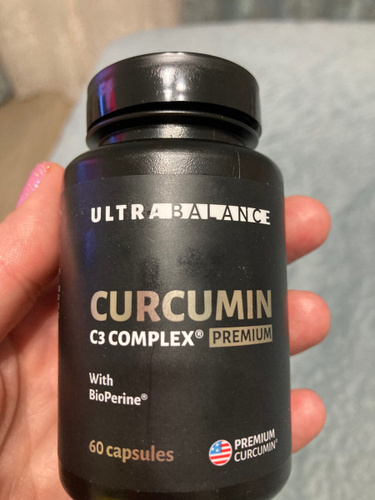 ULTRABALANCE
CURCUMIN
C3 COMPLEX® PREMIUM
With
BioPerine®
60 capsules
PREMIUM
CURCUMIN